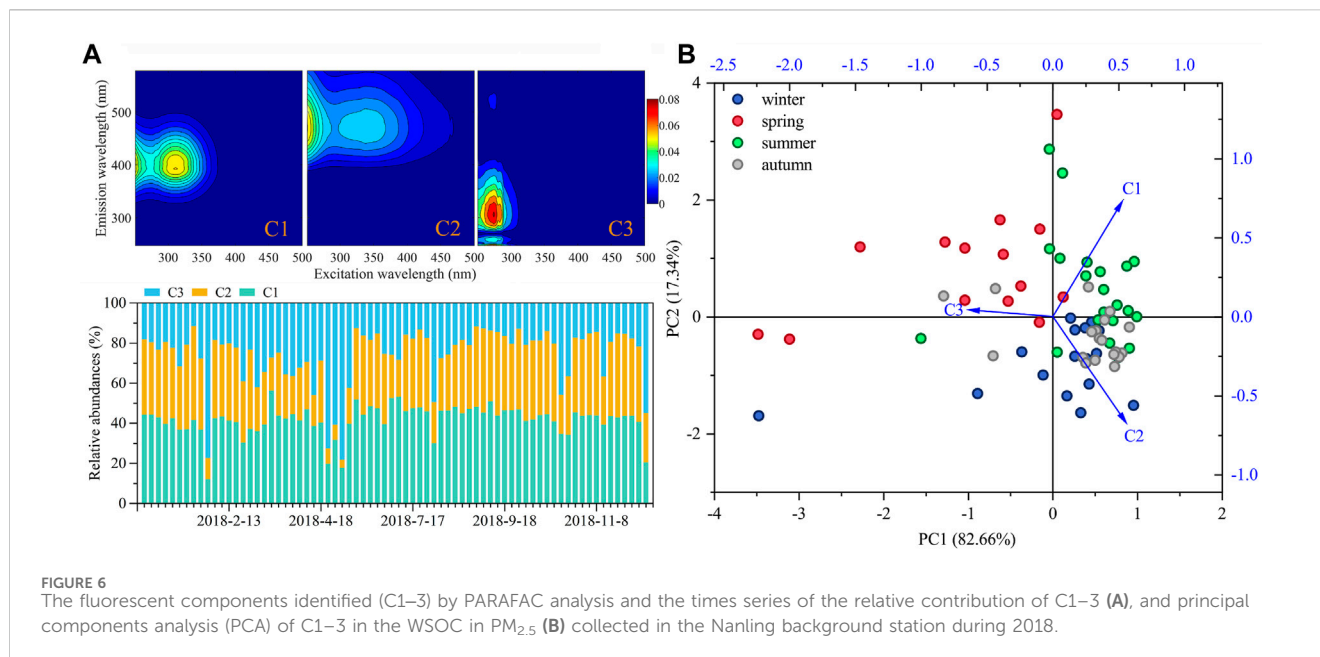 A
Emission wavelength (nm)
500
400
300
C1
C2
C3
0.08
0.06
0.04
0.02
0
300 400 500 300 400 500 300 400 500
Excitation wavelength (nm)
C3 C2 C1
Relative abundances (%)
100
80
60
40
20
0
2018-2-13 2018-4-18 2018-7-17 2018-9-18 2018-11-8
B
-2.5 -2.0 -1.5 -1.0 -0.5 0.0 0.5 1.0
winter
spring
summer
autumn
PC2 (17.34%)
4
2
0
-2
1.0
0.5
0.0
-0.5
-1.0
C1
C3
C2
-4 -3 -2 -1 0 1 2
PC1 (82.66%)
FIGURE 6
The fluorescent components identified (C1–3) by PARAFAC analysis and the times series of the relative contribution of C1–3 (A), and principal
components analysis (PCA) of C1–3 in the WSOC in PM2.5 (B) collected in the Nanling background station during 2018.